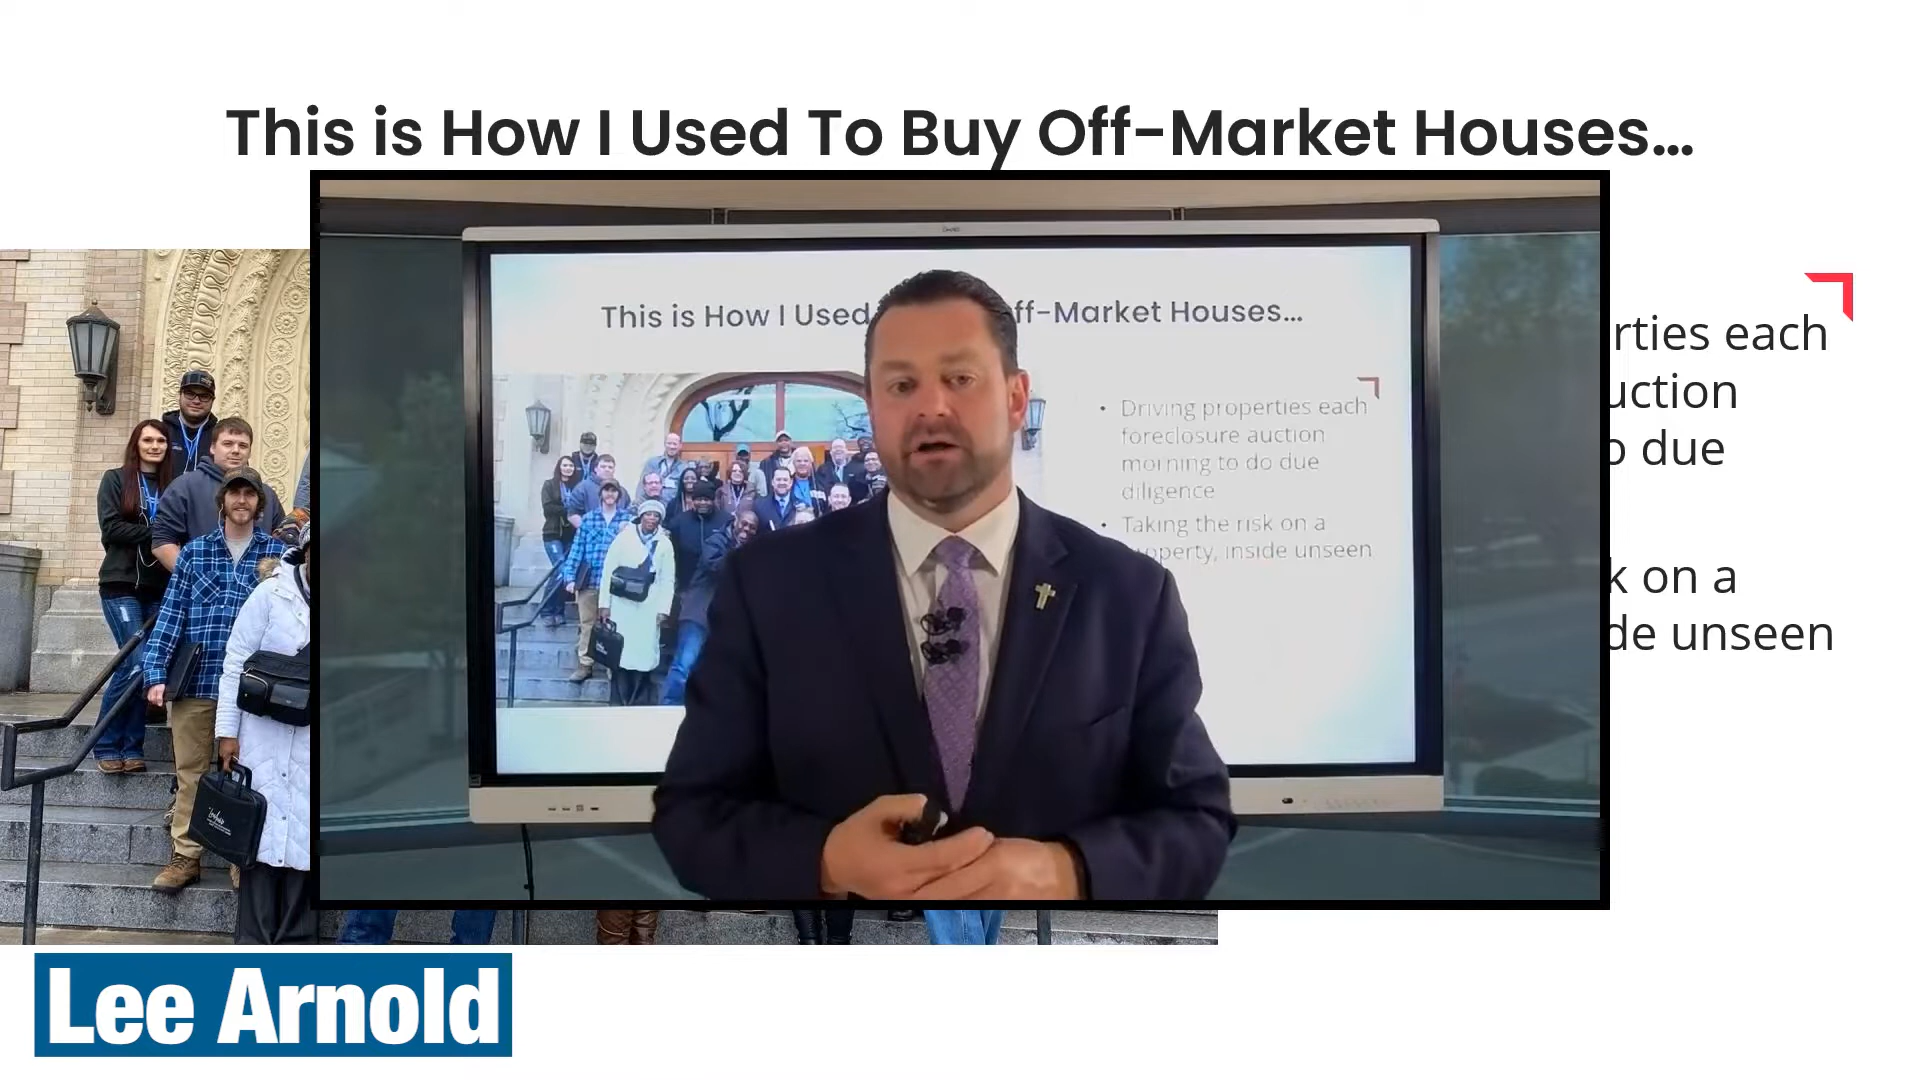 This is How I Used To Buy Off-Market Houses...
This is How I Used
ff-Market Houses...
• Driving properties each
foreclosure auction
morning to do due
diligence
• Taking the risk on a
operty, inside unseen
rties each
uction
o due
k on a
de unseen
Lee Arnold